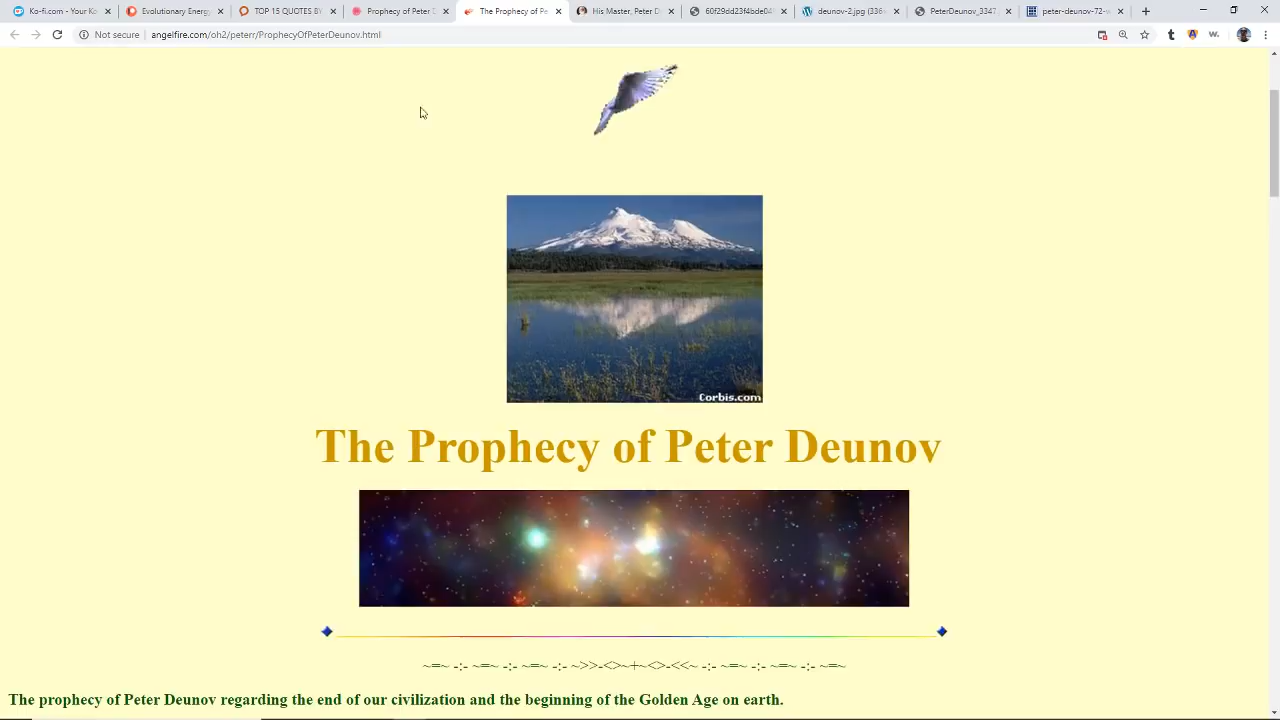 Ko-fi.com - Your Ko
Evolutionary Energ
TOP 15 QUOTES BY
Prophecy of Peter D
The Prophecy of Pe
His Master, Peter D
60f29dd23f4bde04
deunov-2.jpg (336×
PeterDeunov_3347.
peter-deunov-72-w
Not secure | angelfire.com/oh2/peterr/ProphecyOfPeterDeunov.html
Corbis.com
The Prophecy of Peter Deunov
~=~ -:- ~=~ -:- ~=~ -:- ~>>-<>~+~<>-<<~ -:- ~=~ -:- ~=~ -:- ~=~
The prophecy of Peter Deunov regarding the end of our civilization and the beginning of the Golden Age on earth.